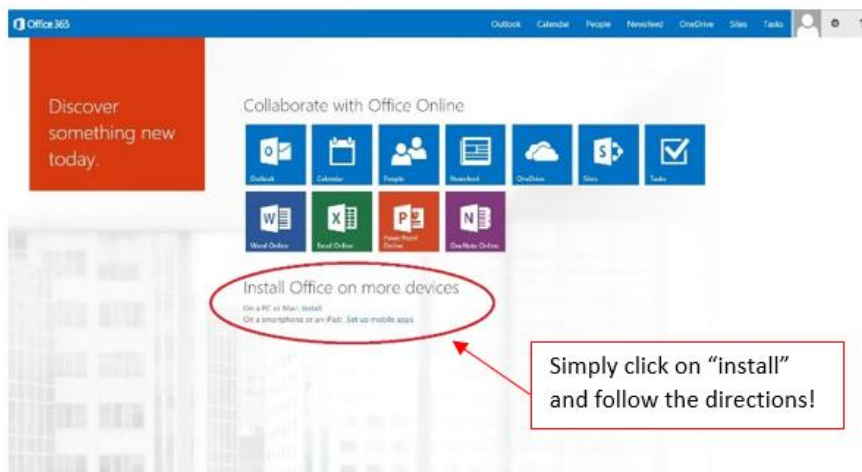 Office 365
Outlook Calendar People Newsfeed OneDrive Sites Tasks
Discover
something new
today.
Collaborate with Office Online
Outlook Calendar People Newsfeed OneDrive Sites Tasks
Word Online Excel Online PowerPoint Online OneNote Online
Install Office on more devices
On a PC or Mac: Install
On a smartphone or an iPad: Set up mobile apps
Simply click on “install”
and follow the directions!